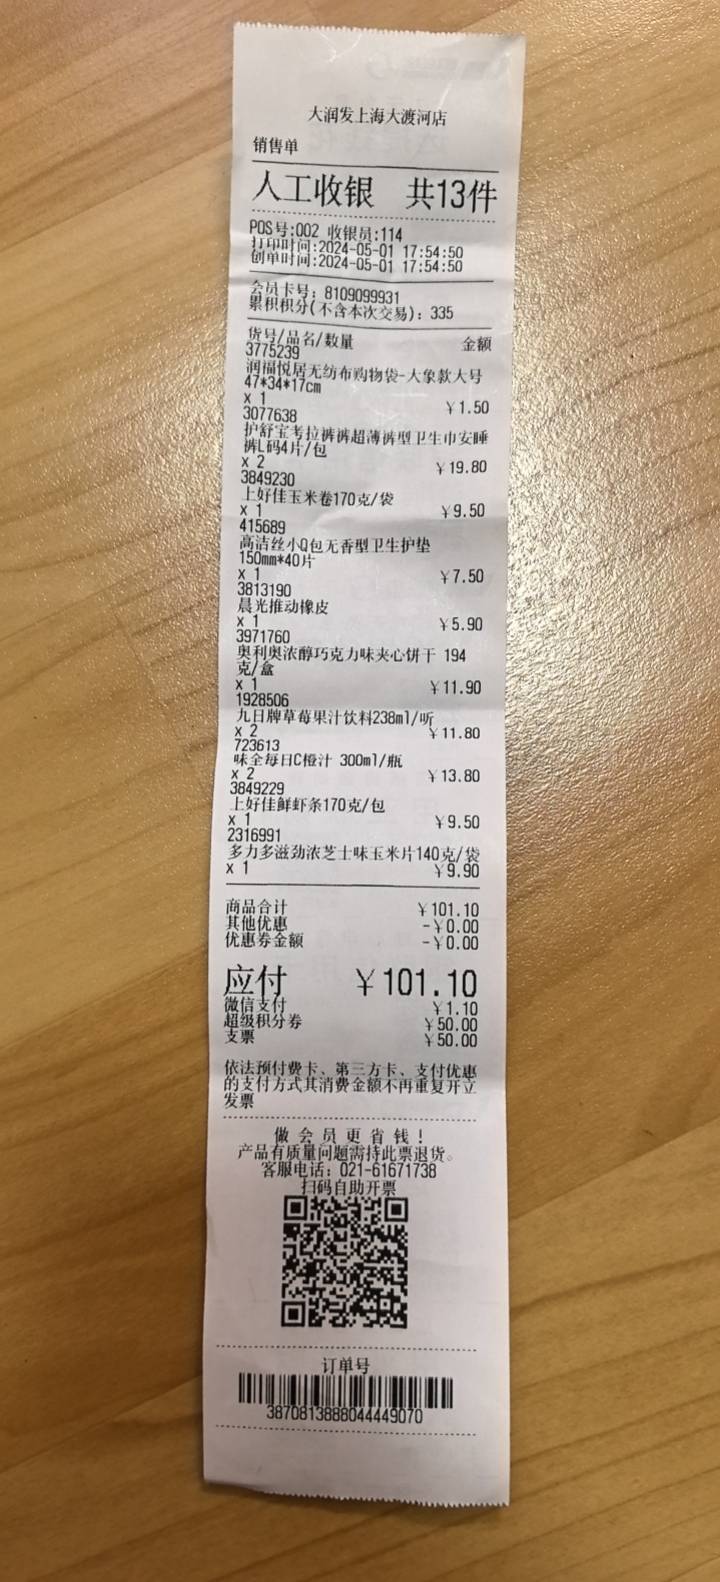 大润发上海大渡河店
销售单
人工收银 共13件
POS号:002 收银员:114
打印时间:2024-05-01 17:54:50
创单时间:2024-05-01 17:54:50
会员卡号: 8109099931
累积积分(不含本次交易): 335
货号/品名/数量 金额
3775239
润福悦居无纺布购物袋-大象款大号
47*34*17cm
x 1 ￥1.50
3077638
护舒宝考拉裤裤超薄裤型卫生巾安睡
裤L码4片/包
x 2 ￥19.80
3849230
上好佳玉米卷170克/袋
x 1 ￥9.50
415689
高洁丝小Q包无香型卫生护垫
150mm*40片
x 1 ￥7.50
3813190
晨光推动橡皮
x 1 ￥5.90
3971760
奥利奥浓醇巧克力味夹心饼干 194
克/盒
x 1 ￥11.90
1928506
九日牌草莓果汁饮料238ml/听
x 2 ￥11.80
723613
味全每日C橙汁 300ml/瓶
x 2 ￥13.80
3849229
上好佳鲜虾条170克/包
x 1 ￥9.50
2316991
多力多滋劲浓芝士味玉米片140克/袋
x 1 ￥9.90
商品合计 ￥101.10
其他优惠 -￥0.00
优惠券金额 -￥0.00
应付 ￥101.10
微信支付 ￥1.10
超级积分券 ￥50.00
支票 ￥50.00
依法预付费卡、第三方卡、支付优惠
的支付方式其消费金额不再重复开立
发票
做会员更省钱!
产品有质量问题需持此票退货。
客服电话: 021-61671738
扫码自助开票
订单号
3870813888044449070